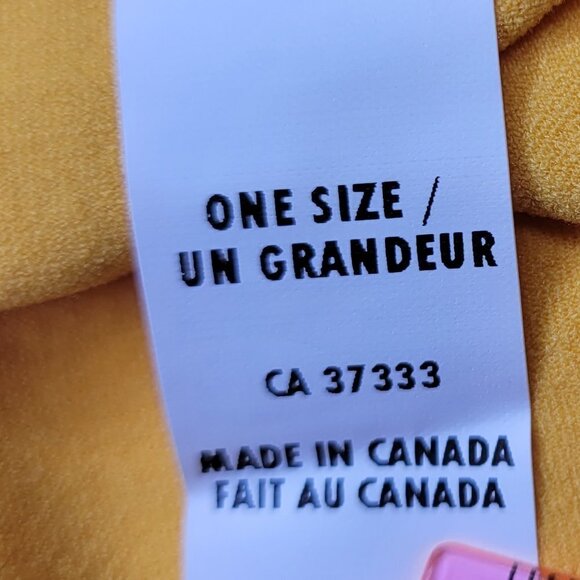 ONE SIZE /
UN GRANDEUR
CA 37333
MADE IN CANADA
FAIT AU CANADA